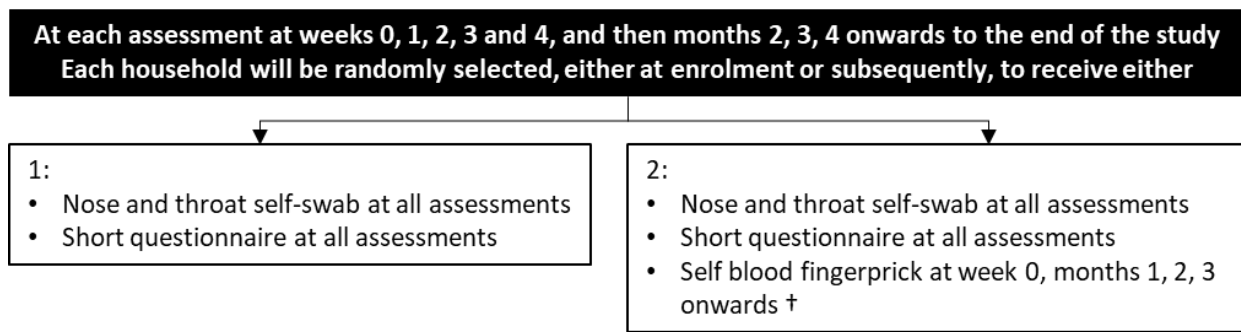 At each assessment at weeks 0, 1, 2, 3 and 4, and then months 2, 3, 4 onwards to the end of the study
Each household will be randomly selected, either at enrolment or subsequently, to receive either
1:
• Nose and throat self-swab at all assessments
• Short questionnaire at all assessments
2:
• Nose and throat self-swab at all assessments
• Short questionnaire at all assessments
• Self blood fingerprick at week 0, months 1, 2, 3
onwards †